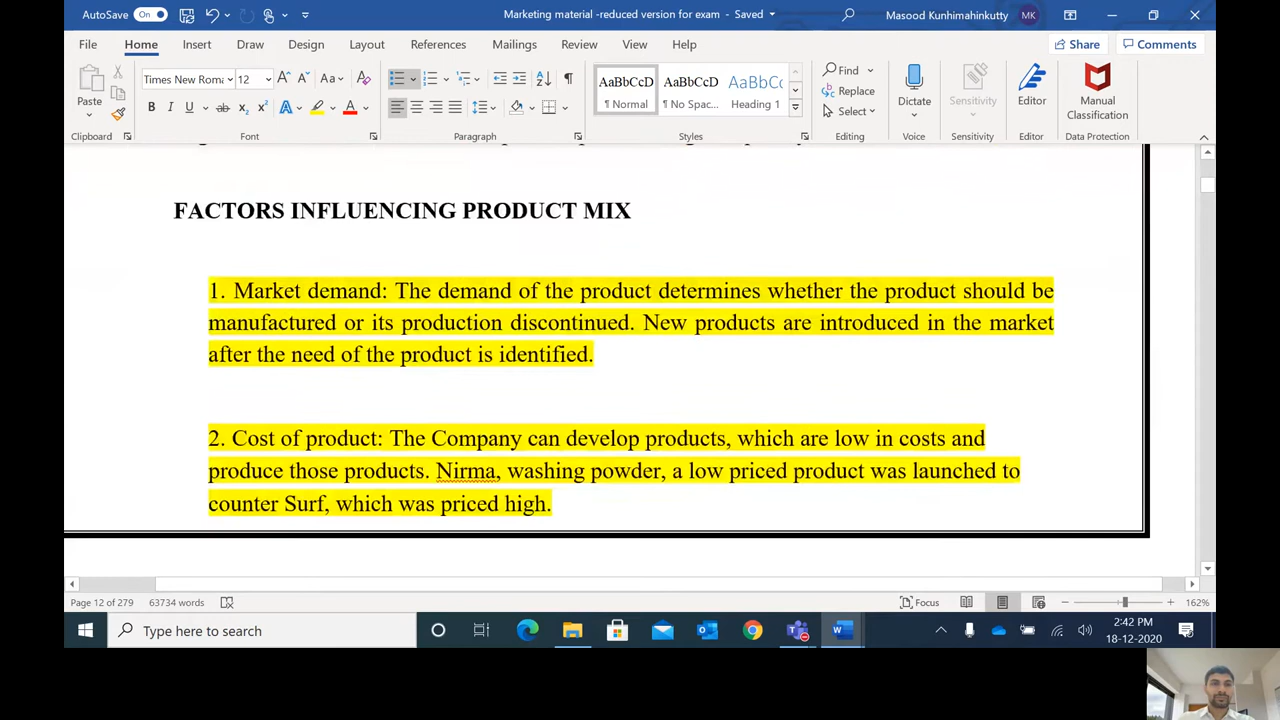 AutoSave On
Marketing material -reduced version for exam - Saved
Masood Kunhimahinkutty MK
File Home Insert Draw Design Layout References Mailings Review View Help
Share Comments
Times New Roma 12
Aa
AaBbCcD AaBbCcD AaBbCc
Find
Replace
Select
Paste
B I U ab x2 x2 A A
¶ Normal ¶ No Spac... Heading 1
Dictate Sensitivity Editor Manual Classification
Clipboard Font Paragraph Styles Editing Voice Sensitivity Editor Data Protection
FACTORS INFLUENCING PRODUCT MIX
1. Market demand: The demand of the product determines whether the product should be
manufactured or its production discontinued. New products are introduced in the market
after the need of the product is identified.
2. Cost of product: The Company can develop products, which are low in costs and
produce those products. Nirma, washing powder, a low priced product was launched to
counter Surf, which was priced high.
Page 12 of 279 63734 words Focus 162%
Type here to search
2:42 PM
18-12-2020